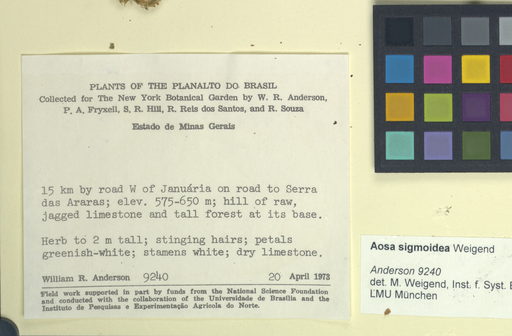 PLANTS OF THE PLANALTO DO BRASIL
Collected for The New York Botanical Garden by W. R. Anderson,
P. A. Fryxell, S. R. Hill, R. Reis dos Santos, and R. Souza
Estado de Minas Gerais
15 km by road W of Januária on road to Serra
das Araras; elev. 575-650 m; hill of raw,
jagged limestone and tall forest at its base.
Herb to 2 m tall; stinging hairs; petals
greenish-white; stamens white; dry limestone.
William R. Anderson 9240 20 April 1973
Field work supported in part by funds from the National Science Foundation
and conducted with the collaboration of the Universidade de Brasília and the
Instituto de Pesquisas e Experimentação Agrícola do Norte.
Aosa sigmoidea Weigend
Anderson 9240
det. M. Weigend, Inst. f. Syst. B
LMU München